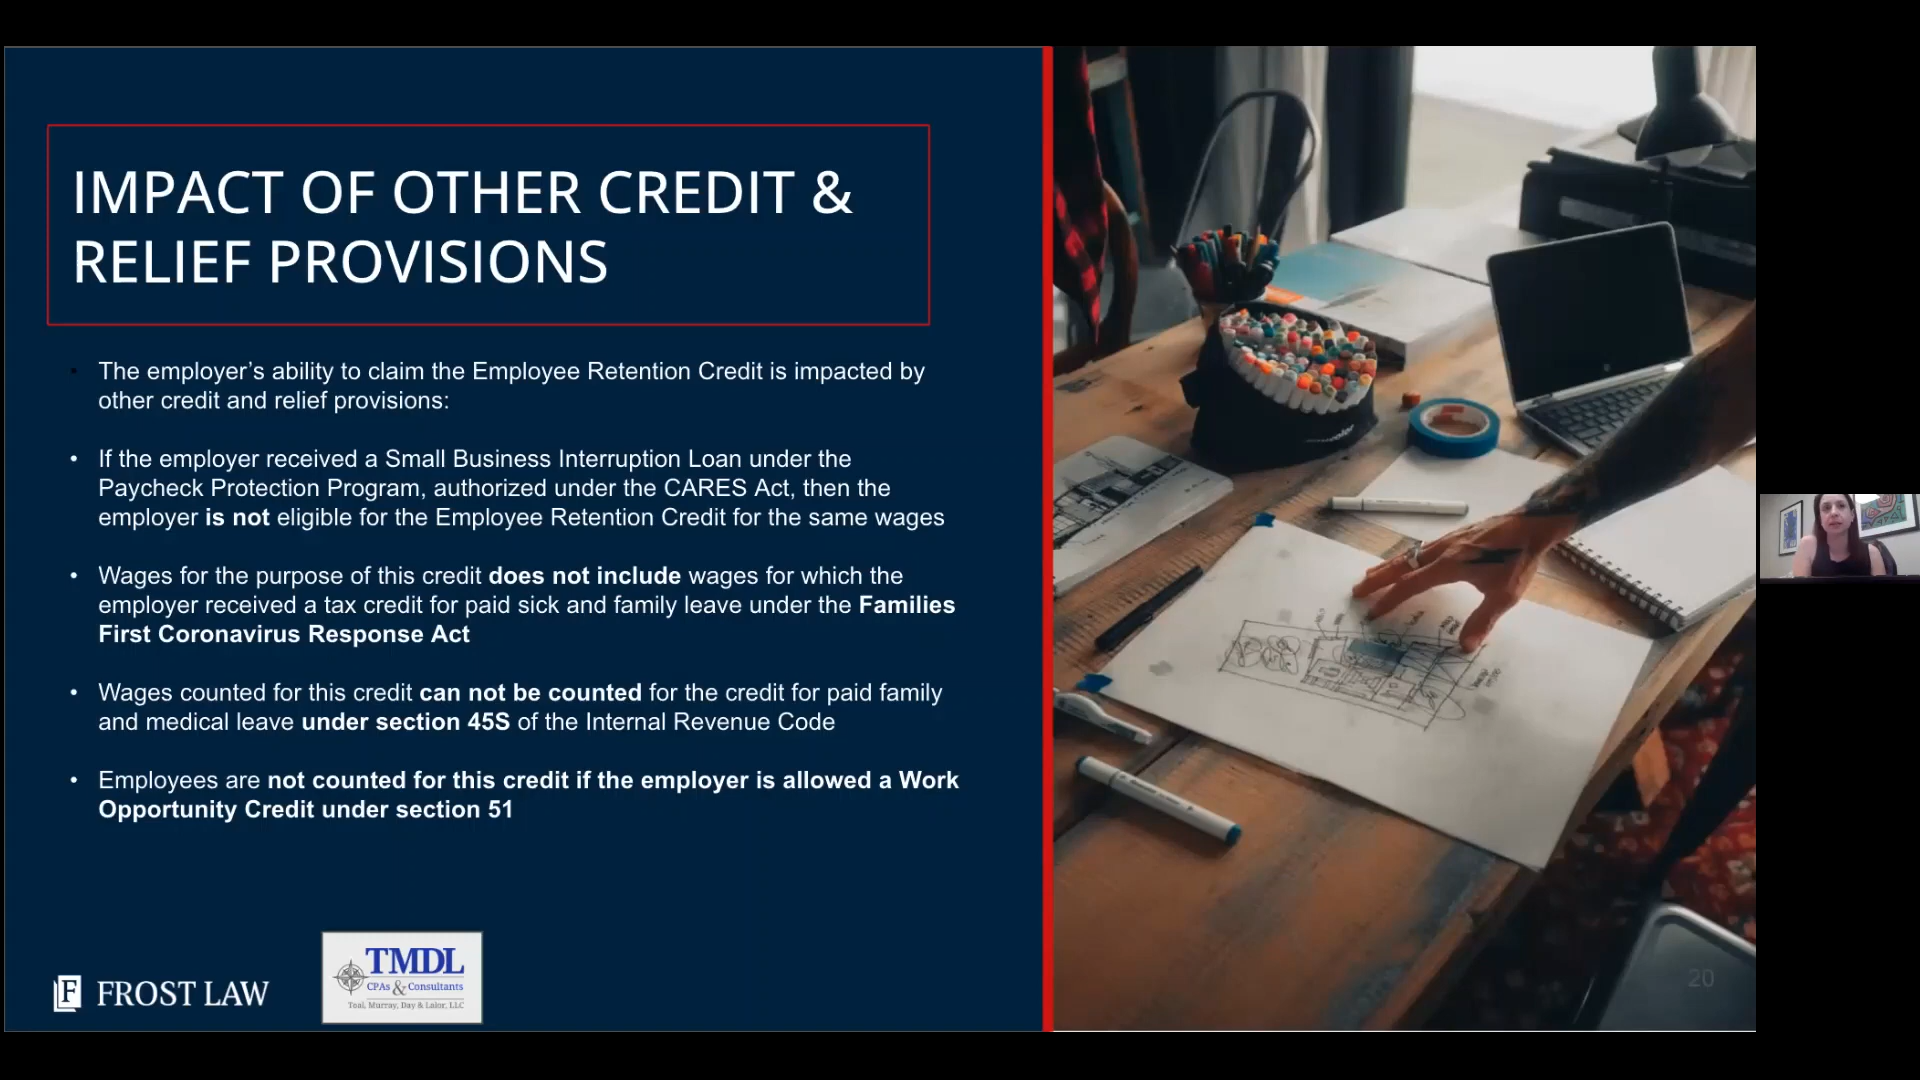 IMPACT OF OTHER CREDIT &
RELIEF PROVISIONS
The employer’s ability to claim the Employee Retention Credit is impacted by
other credit and relief provisions:
• If the employer received a Small Business Interruption Loan under the
Paycheck Protection Program, authorized under the CARES Act, then the
employer is not eligible for the Employee Retention Credit for the same wages
• Wages for the purpose of this credit does not include wages for which the
employer received a tax credit for paid sick and family leave under the Families
First Coronavirus Response Act
• Wages counted for this credit can not be counted for the credit for paid family
and medical leave under section 45S of the Internal Revenue Code
• Employees are not counted for this credit if the employer is allowed a Work
Opportunity Credit under section 51
F FROST LAW
TMDL
CPAs & Consultants
Teal, Murray, Day & Lalor, LLC
20